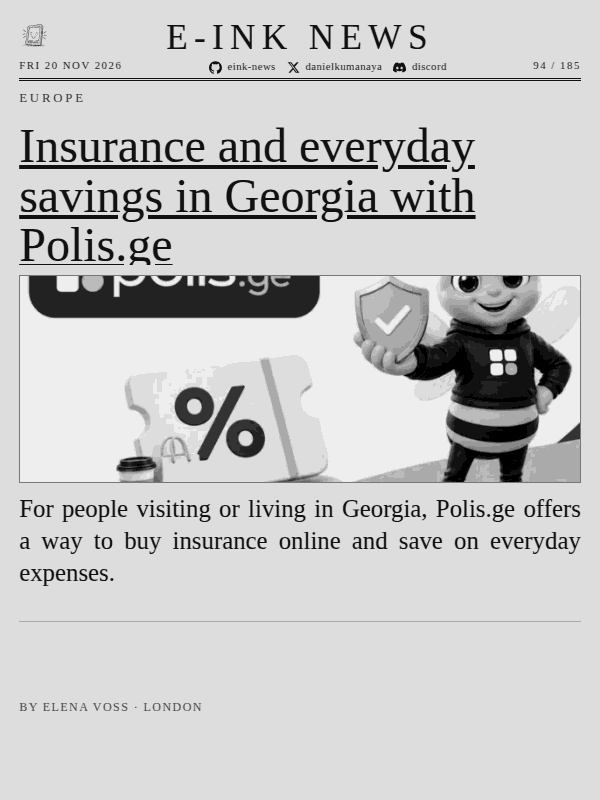 E-INK NEWS
FRI 20 NOV 2026
eink-news
danielkumanaya
discord
94 / 185
EUROPE
Insurance and everyday
savings in Georgia with
Polis.ge
polis.ge
%
For people visiting or living in Georgia, Polis.ge offers
a way to buy insurance online and save on everyday
expenses.
BY ELENA VOSS · LONDON